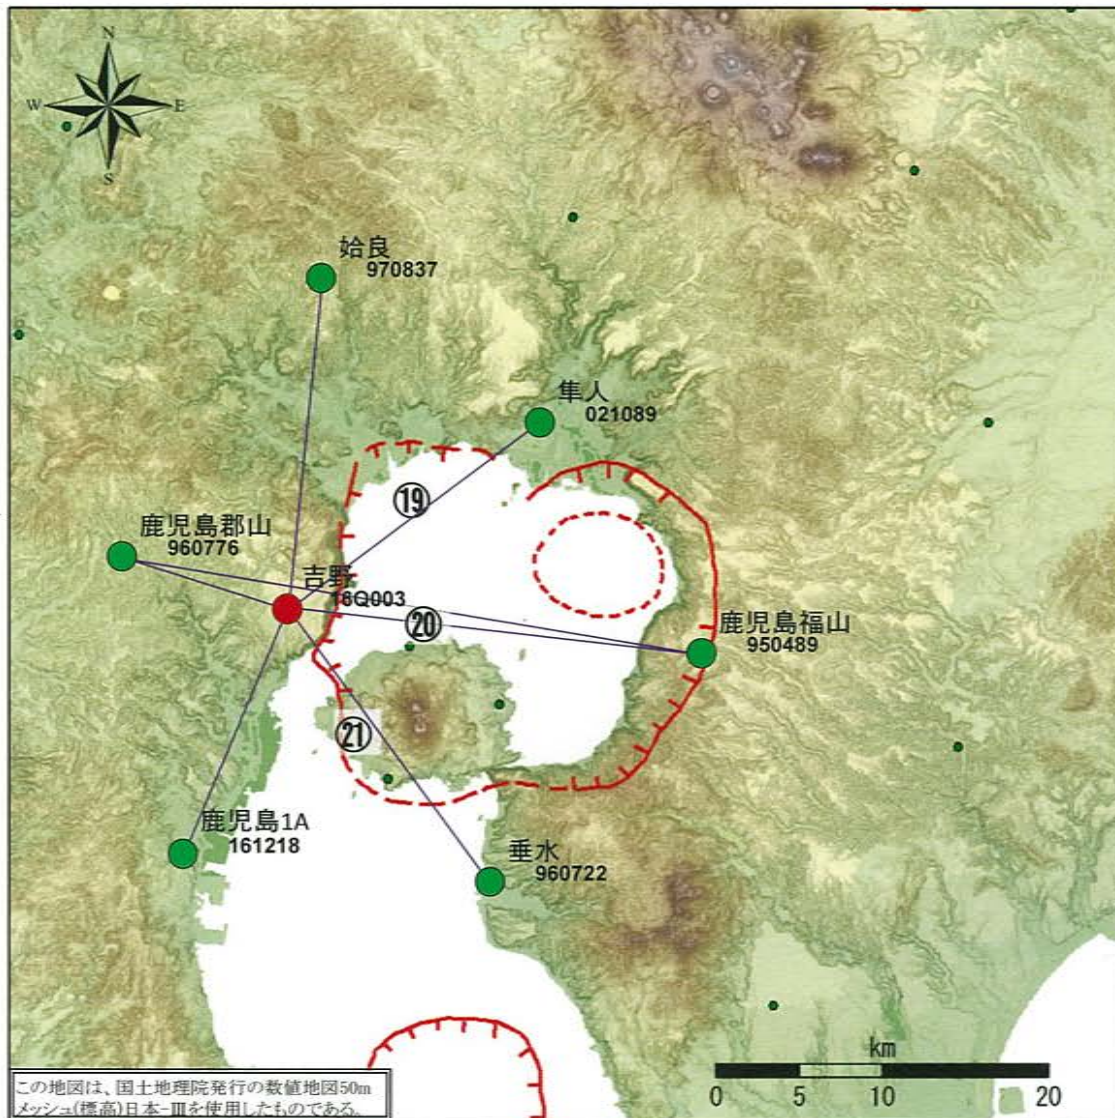 N
W
E
S
姶良
970837
隼人
021089
⑲
鹿児島郡山
960776
吉野
16Q003
⑳
鹿児島福山
950489
㉑
鹿児島1A
161218
垂水
960722
km
0 5 10 20
この地図は、国土地理院発行の数値地図50m
メッシュ(標高)日本-Ⅲを使用したものである。